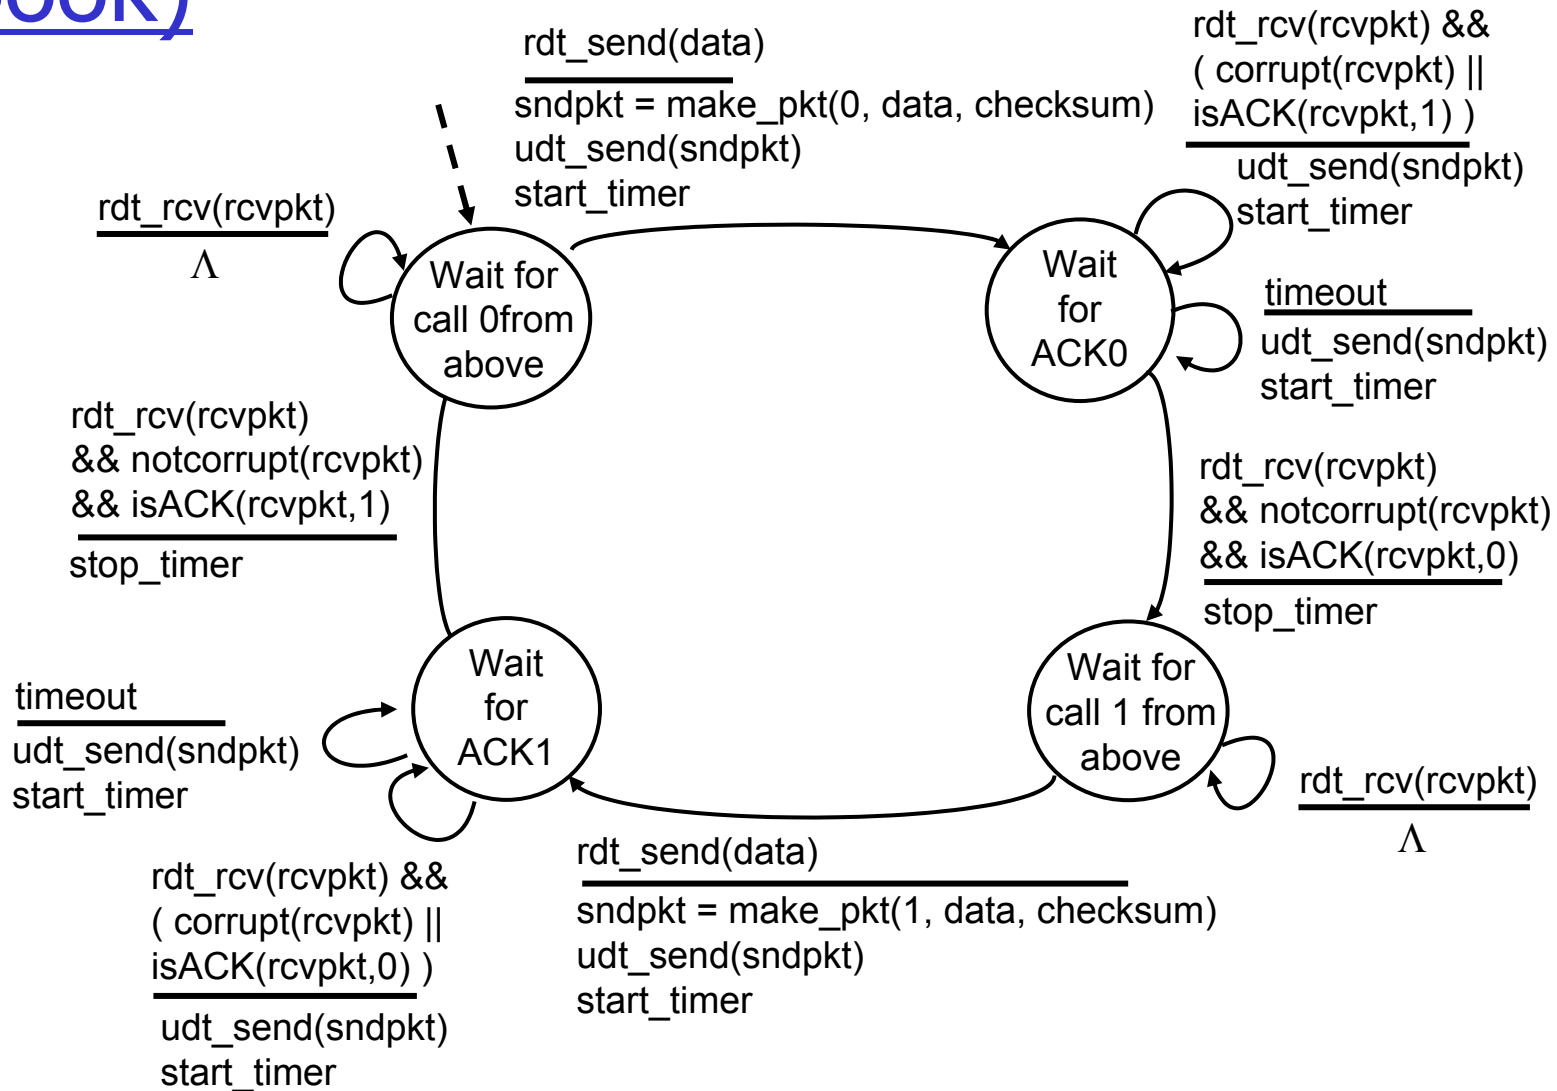 book)
rdt_send(data)
sndpkt = make_pkt(0, data, checksum)
udt_send(sndpkt)
start_timer
rdt_rcv(rcvpkt) &&
( corrupt(rcvpkt) ||
isACK(rcvpkt,1) )
udt_send(sndpkt)
start_timer
rdt_rcv(rcvpkt)
Λ
Wait for
call 0from
above
Wait
for
ACK0
timeout
udt_send(sndpkt)
start_timer
rdt_rcv(rcvpkt)
&& notcorrupt(rcvpkt)
&& isACK(rcvpkt,1)
stop_timer
rdt_rcv(rcvpkt)
&& notcorrupt(rcvpkt)
&& isACK(rcvpkt,0)
stop_timer
timeout
udt_send(sndpkt)
start_timer
Wait
for
ACK1
Wait for
call 1 from
above
rdt_rcv(rcvpkt)
Λ
rdt_rcv(rcvpkt) &&
( corrupt(rcvpkt) ||
isACK(rcvpkt,0) )
udt_send(sndpkt)
start_timer
rdt_send(data)
sndpkt = make_pkt(1, data, checksum)
udt_send(sndpkt)
start_timer